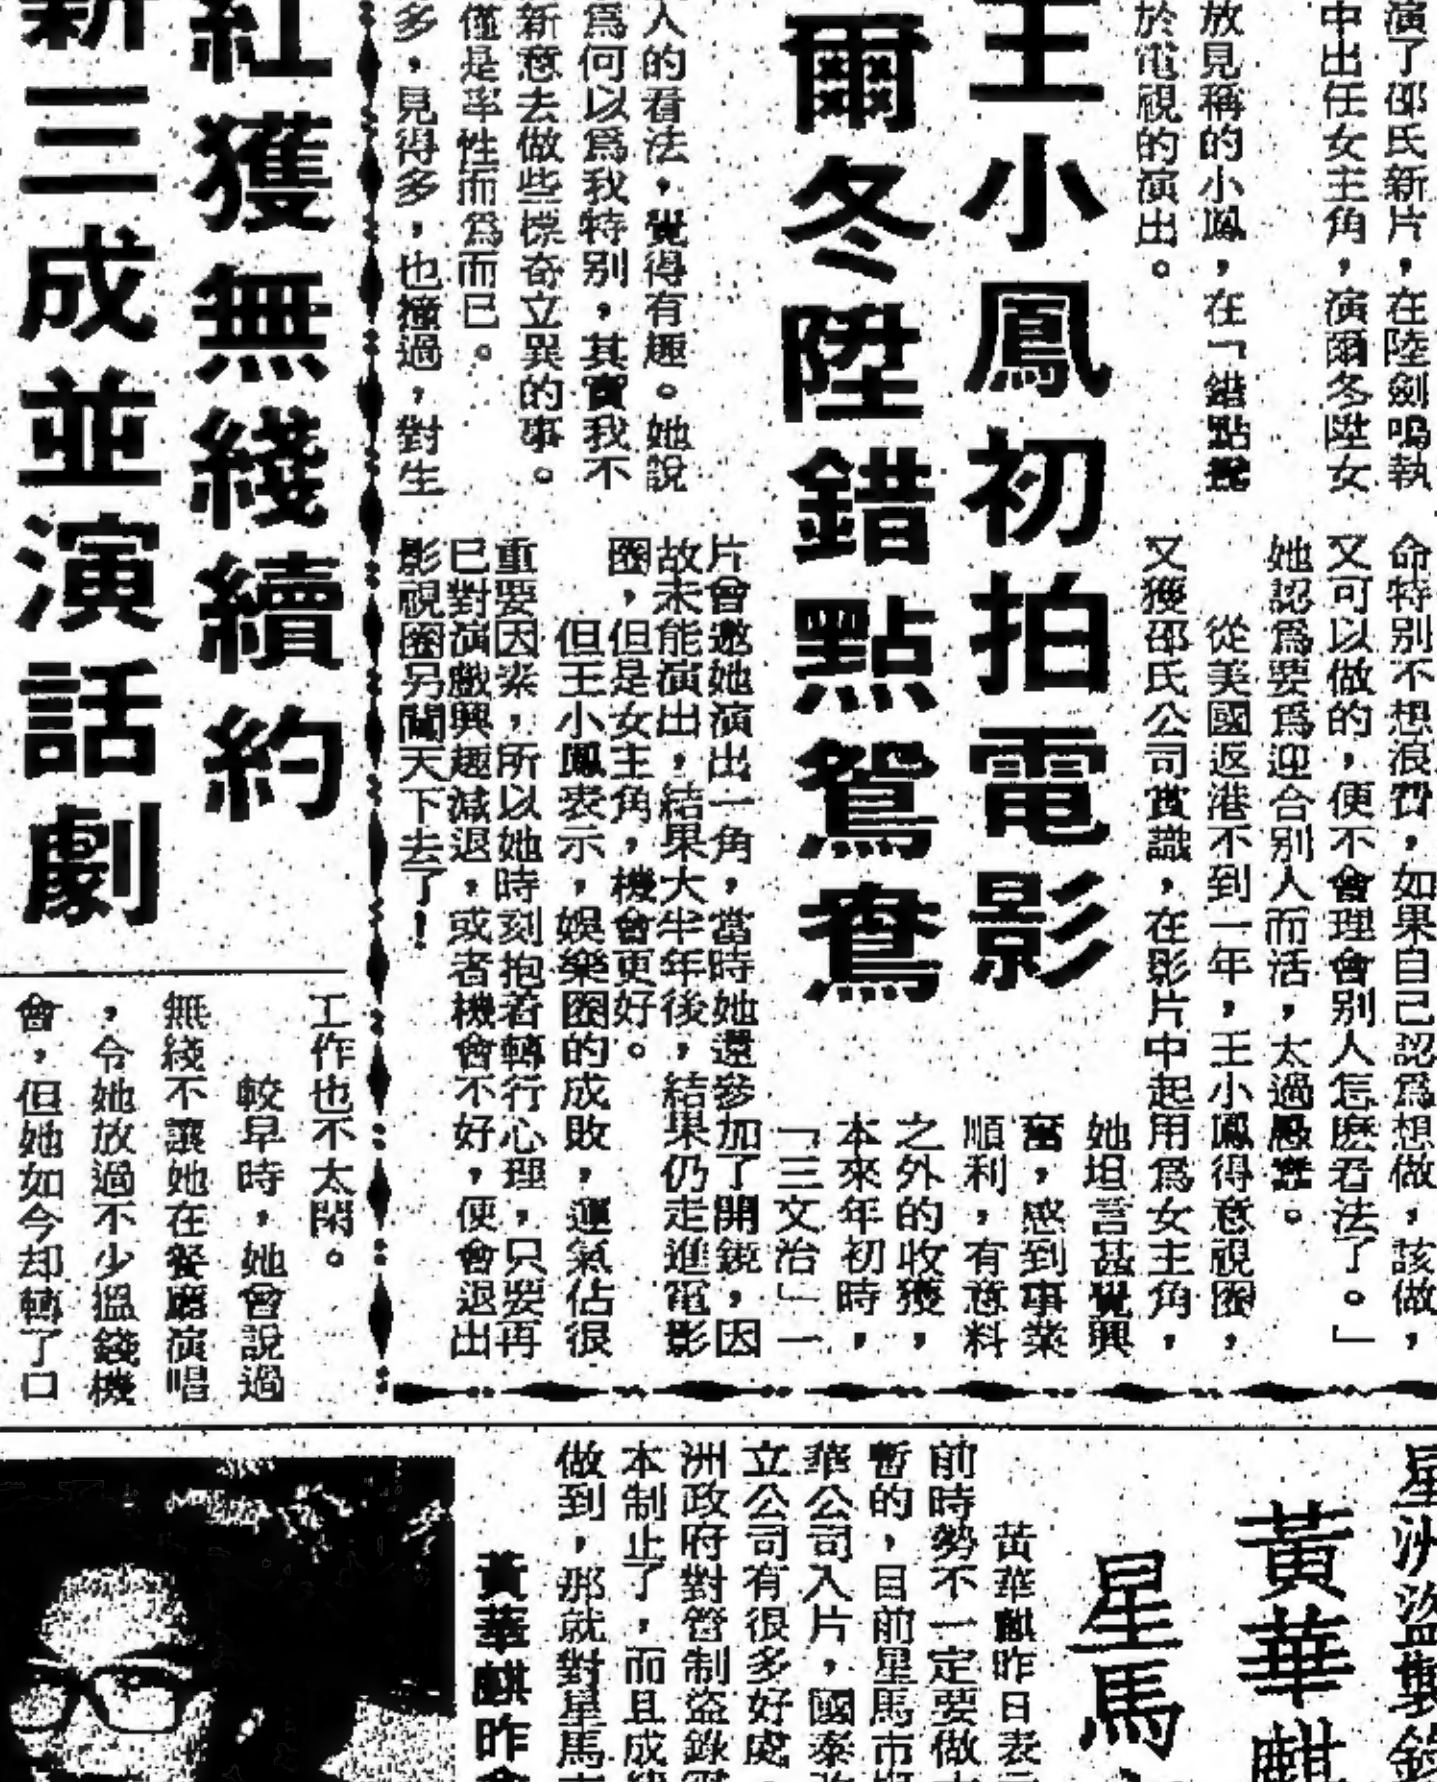 王小鳳初拍電影
爾冬陞錯點鴛鴦
演了邵氏新片，在陸劍鳴執
中出任女主角，演爾冬陞女
放見稱的小鳳，在「錯點鴛
於電視的演出。
人的看法，覺得有趣。她說
爲何以爲我特别，其實我不
新意去做些標奇立異的事。
僅是率性而爲而已。
多，見得多，也撞過，對生
命特别不想浪費，如果自己認爲想做，該做，
又可以做的，便不會理會别人怎麽看法了。」
她認爲要爲迎合别人而活，太過愚蠢。
從美國返港不到一年，王小鳳得意視圈，
又獲邵氏公司賞識，在影片中起用爲女主角，
她坦言甚覺興
奮，感到事業
順利，有意料
之外的收獲，
本來年初時，
「三文治」一
片曾邀她演出一角，當時她還參加了開鏡，因
故未能演出，結果大半年後，結果仍走進電影
圈，但是女主角，機會更好。
但王小鳳表示，娛樂圈的成敗，運氣佔很
重要因素，所以她時刻抱着轉行心理，只要再
已對演戲興趣減退，或者機會不好，便會退出
影視圈另闖天下去了！
紅獲無綫續約
新三成並演話劇
工作也不太閑。
較早時，她曾說過
無綫不讓她在餐廳演唱
，令她放過不少搵錢機
會，但她如今却轉了口
星洲盜製錄
黃華麒
星馬
黃華麒昨日表
前時勢不一定要做
暫的，目前星馬市
華公司入片，國泰
立公司有很多好處，
洲政府對管制盜錄
本制止了，而且成
做到，那就對星馬
黃華麒昨